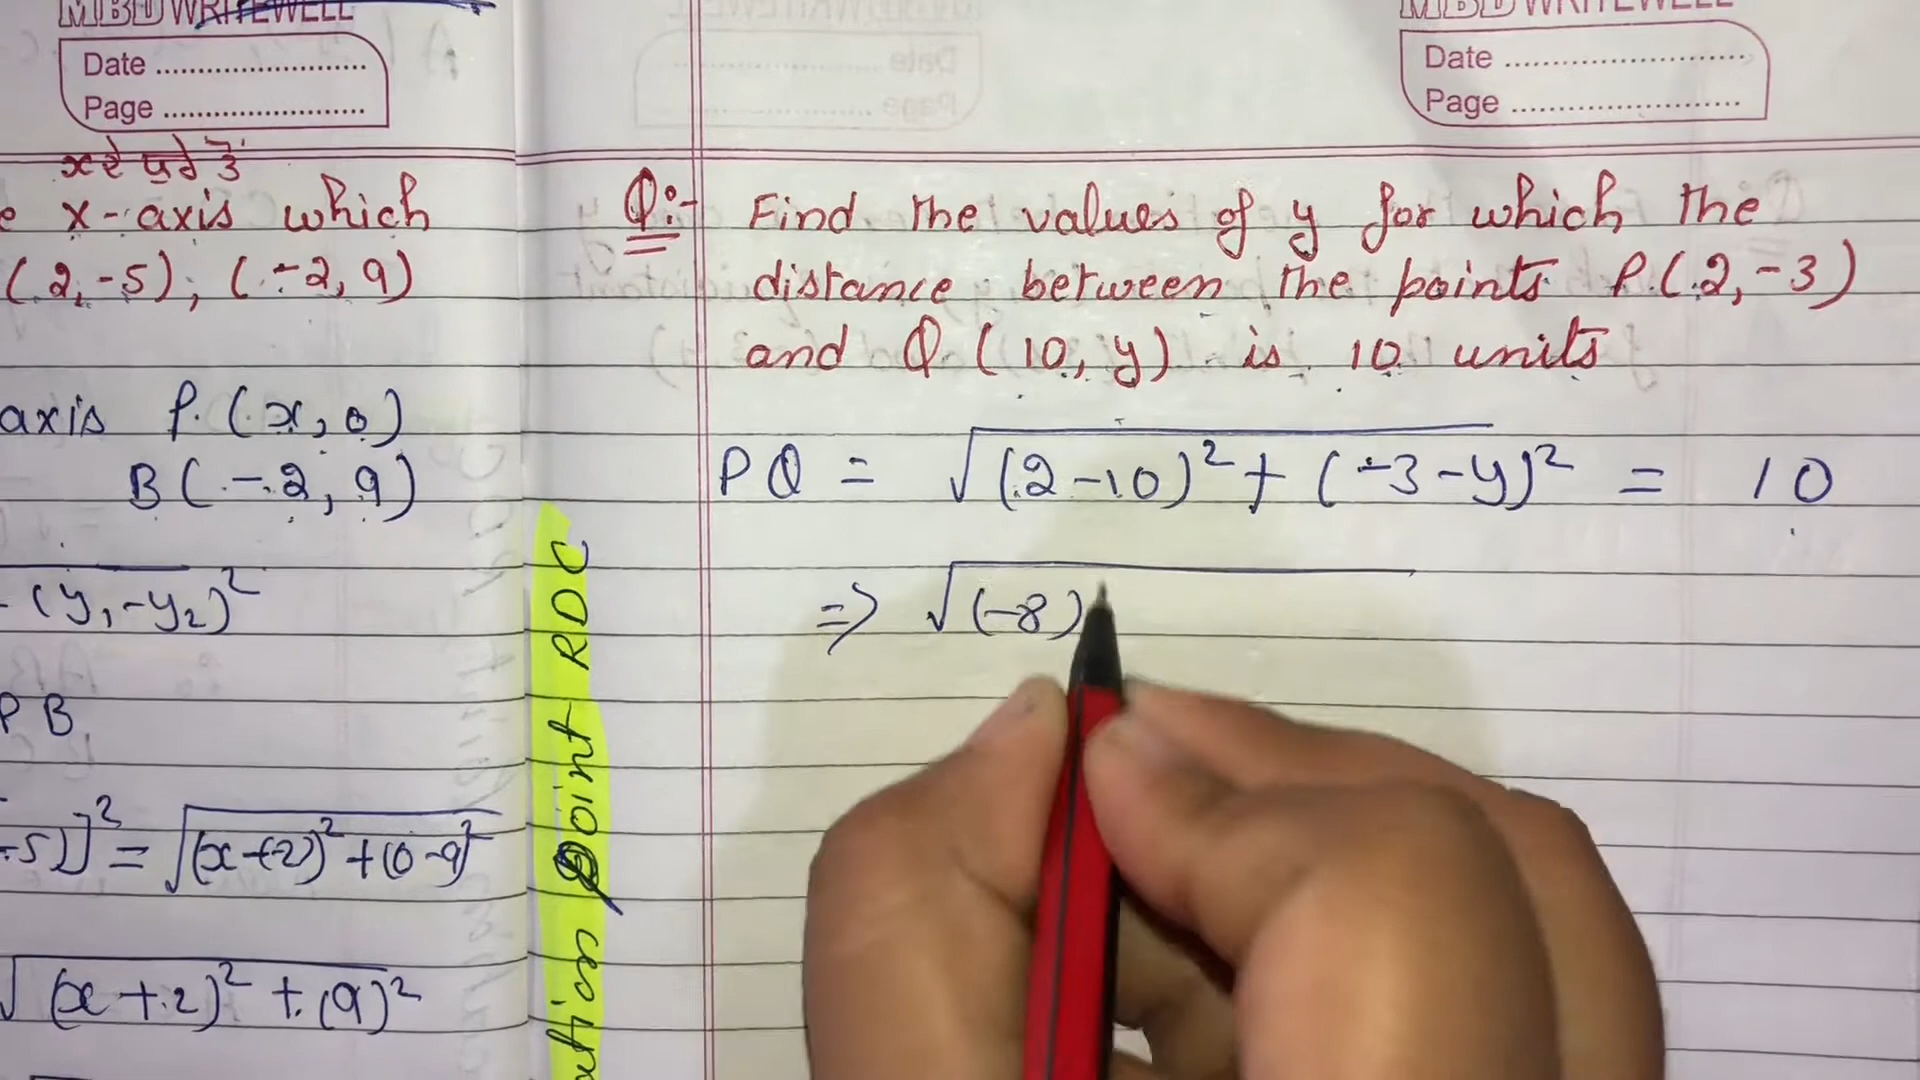 MBD WRITEWELL
Date
Page
x-axis which
(2,-5), (-2,9)
axis P.(x,0)
B(-2,9)
(y₁-y₂)²
PB
-5)]² = √(x-(-2))²+(0-9)²
√(x+2)²+(9)²
Point RDC
MBD WRITEWELL
Date
Page
Q:- Find the values of y for which the
distance between the points P(2,-3)
and Q (10,y) is 10 units
PQ = √(2-10)²+(-3-y)² = 10
=> √(-8)